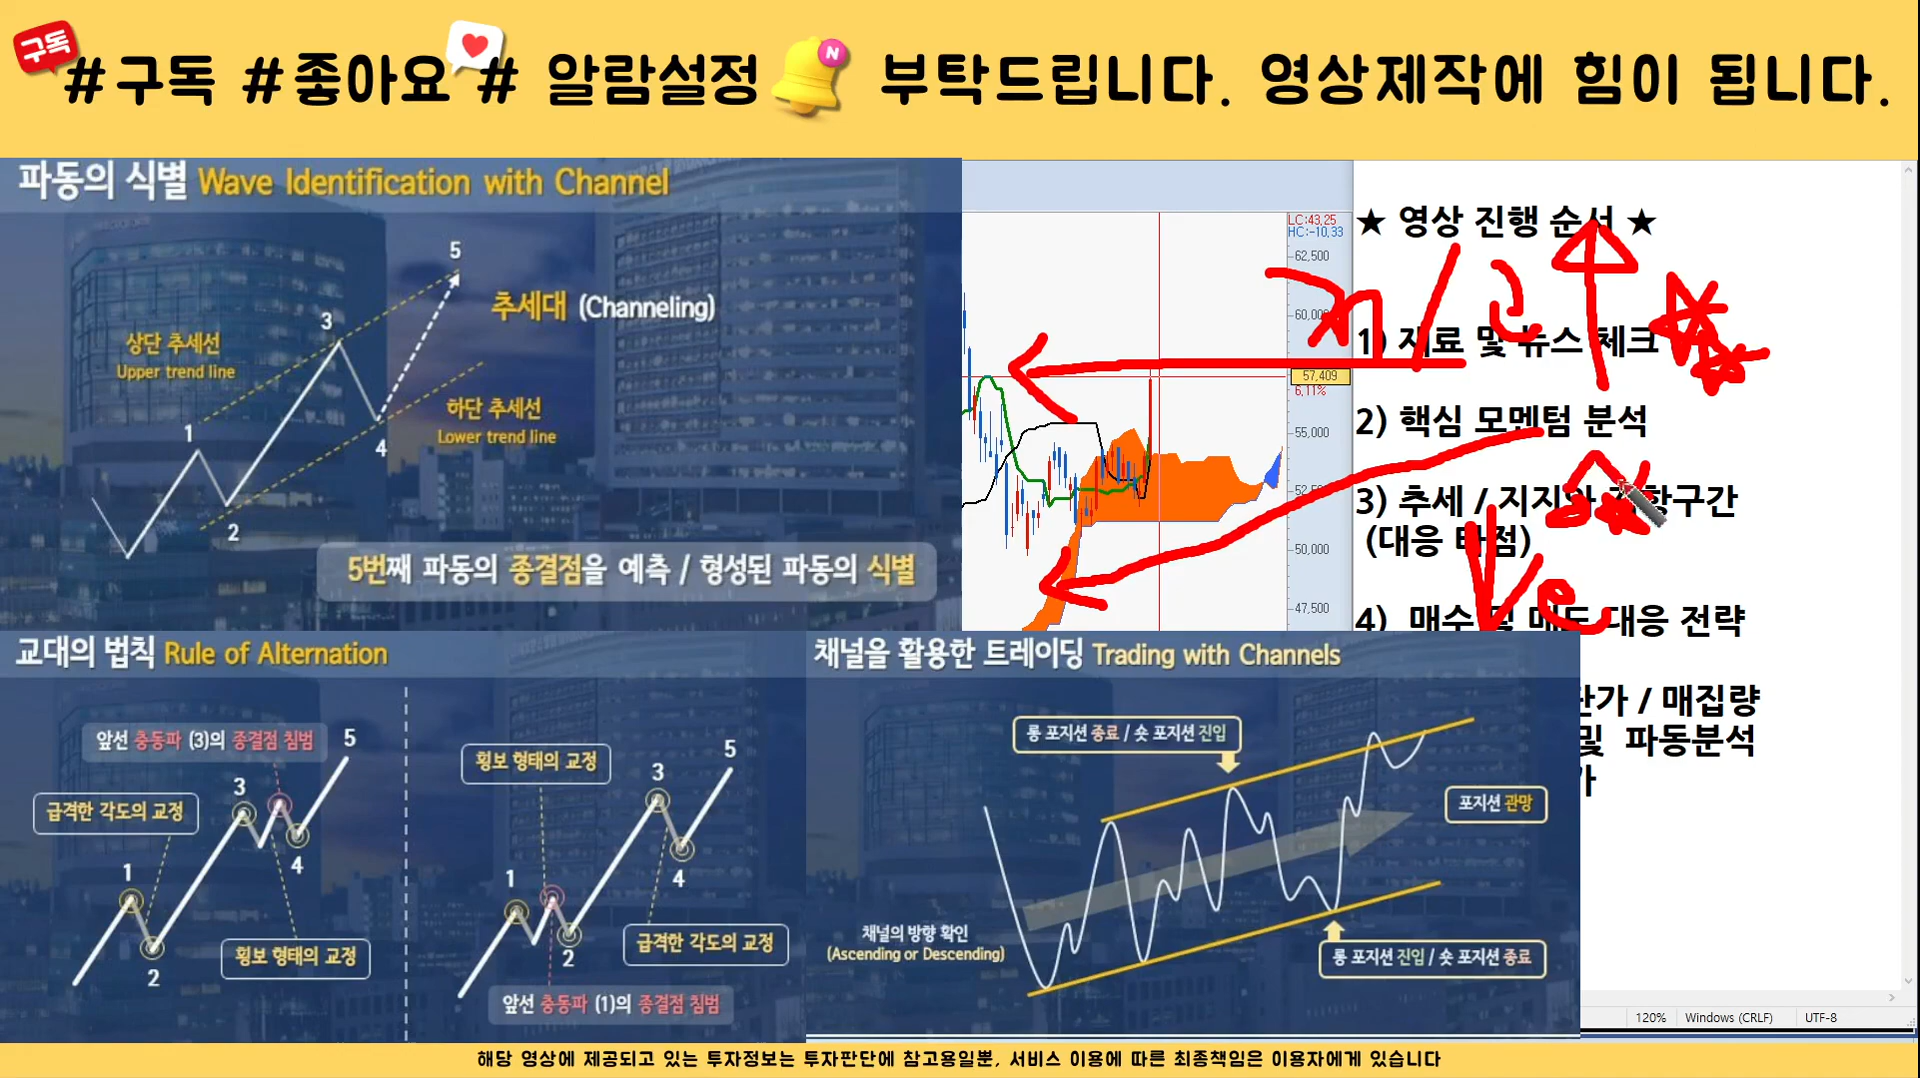 구독
#구독 #좋아요 # 알람설정 N 부탁드립니다. 영상제작에 힘이 됩니다.
파동의 식별 Wave Identification with Channel
5
추세대 (Channeling)
3
상단 추세선
Upper trend line
하단 추세선
Lower trend line
1
4
2
5번째 파동의 종결점을 예측 / 형성된 파동의 식별
LC:43,25
HC:-10,33
62,500
60,000
57,409
6,11%
55,000
52,500
50,000
47,500
★ 영상 진행 순서 ★
1) 재료 및 뉴스 체크
2) 핵심 모멘텀 분석
3) 추세 / 지지와 저항구간
(대응 타점)
4) 매수 및 매도 대응 전략
단가 / 매집량
및 파동분석
가
교대의 법칙 Rule of Alternation
앞선 충동파 (3)의 종결점 침범
5
급격한 각도의 교정
3
1
4
2
횡보 형태의 교정
횡보 형태의 교정
5
3
1
4
2
급격한 각도의 교정
앞선 충동파 (1)의 종결점 침범
채널을 활용한 트레이딩 Trading with Channels
롱 포지션 종료 / 숏 포지션 진입
포지션 관망
채널의 방향 확인
(Ascending or Descending)
롱 포지션 진입 / 숏 포지션 종료
120% Windows (CRLF) UTF-8
해당 영상에 제공되고 있는 투자정보는 투자판단에 참고용일뿐, 서비스 이용에 따른 최종책임은 이용자에게 있습니다